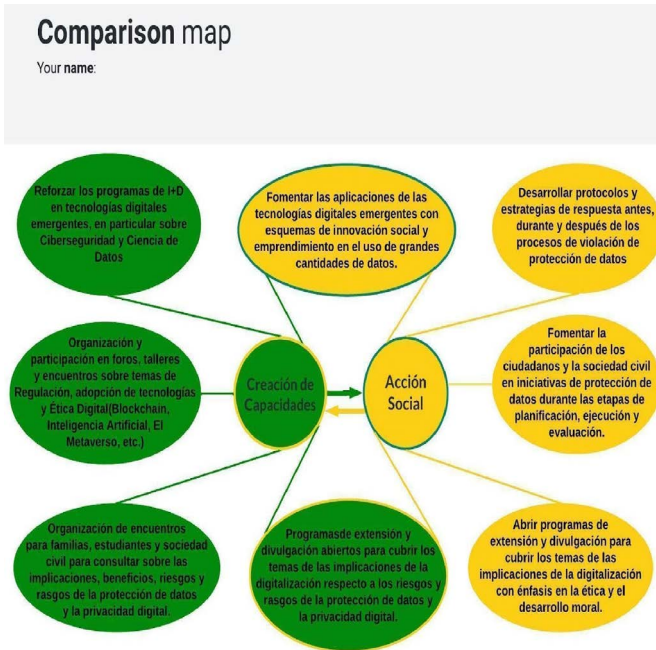 Comparison map
Your name:
Reforzar los programas de I+D
en tecnologías digitales
emergentes, en particular sobre
Ciberseguridad y Ciencia de
Datos
Fomentar las aplicaciones de las
tecnologías digitales emergentes con
esquemas de innovación social y
emprendimiento en el uso de grandes
cantidades de datos.
Desarrollar protocolos y
estrategias de respuesta antes,
durante y después de los
procesos de violación de
protección de datos
Organización y
participación en foros, talleres
y encuentros sobre temas de
Regulación, adopción de tecnologías
y Ética Digital(Blockchain,
Inteligencia Artificial, El
Metaverso, etc.)
Creación de
Capacidades
Acción
Social
Fomentar la
participación de los
ciudadanos y la sociedad civil
en iniciativas de protección de
datos durante las etapas de
planificación, ejecución y
evaluación.
Organización de encuentros
para familias, estudiantes y sociedad
civil para consultar sobre las
implicaciones, beneficios, riesgos y
rasgos de la protección de datos
y la privacidad digital.
Programasde extensión y
divulgación abiertos para cubrir los
temas de las implicaciones de la
digitalización respecto a los riesgos y
rasgos de la protección de datos y
la privacidad digital.
Abrir programas de
extensión y divulgación para
cubrir los temas de las
implicaciones de la digitalización
con énfasis en la ética y el
desarrollo moral.